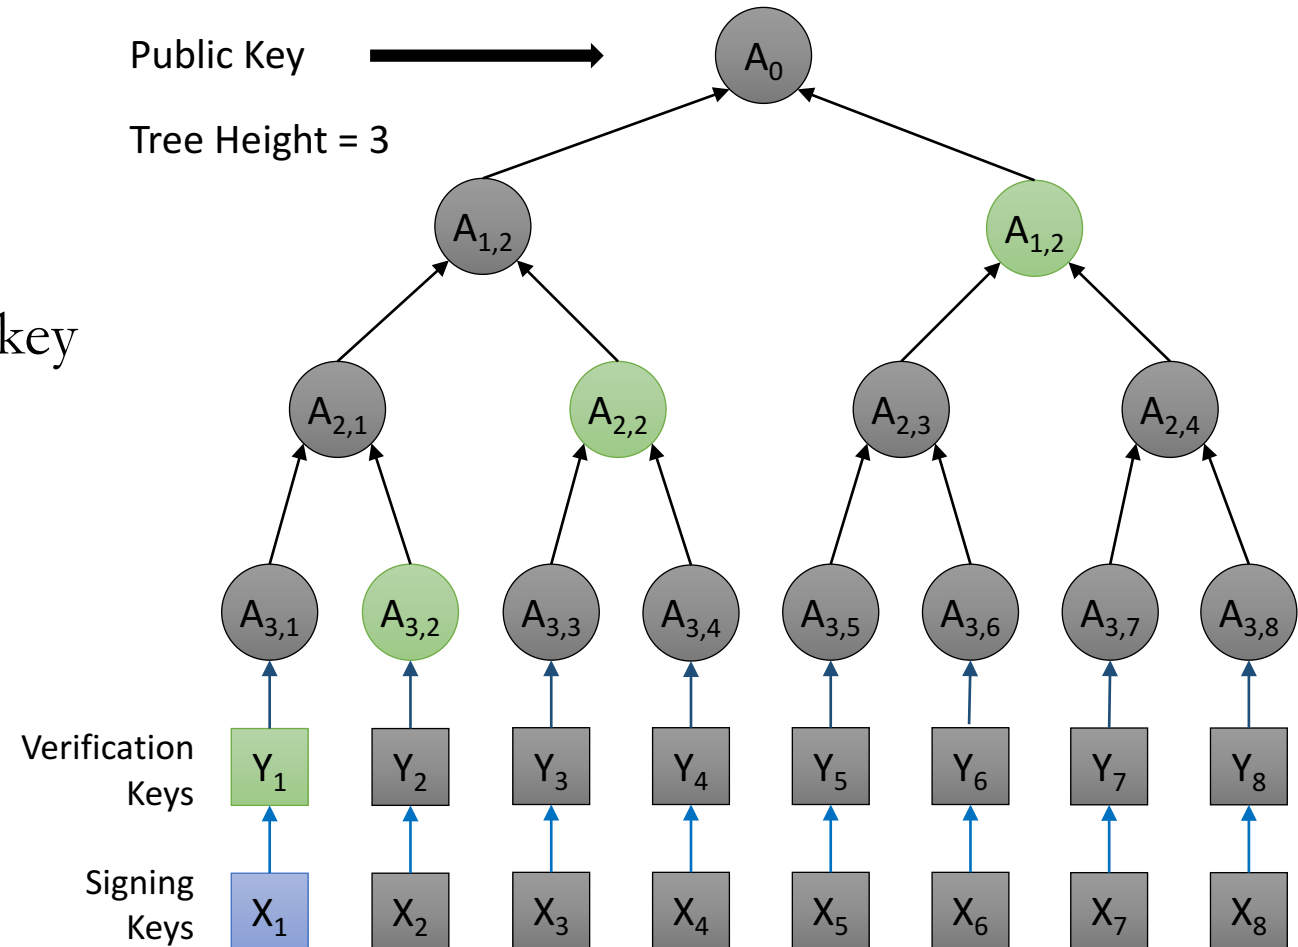 Public Key
A0
Tree Height = 3
A1,2
A1,2
key
A2,1
A2,2
A2,3
A2,4
A3,1
A3,2
A3,3
A3,4
A3,5
A3,6
A3,7
A3,8
Verification
Keys
Y1
Y2
Y3
Y4
Y5
Y6
Y7
Y8
Signing
Keys
X1
X2
X3
X4
X5
X6
X7
X8